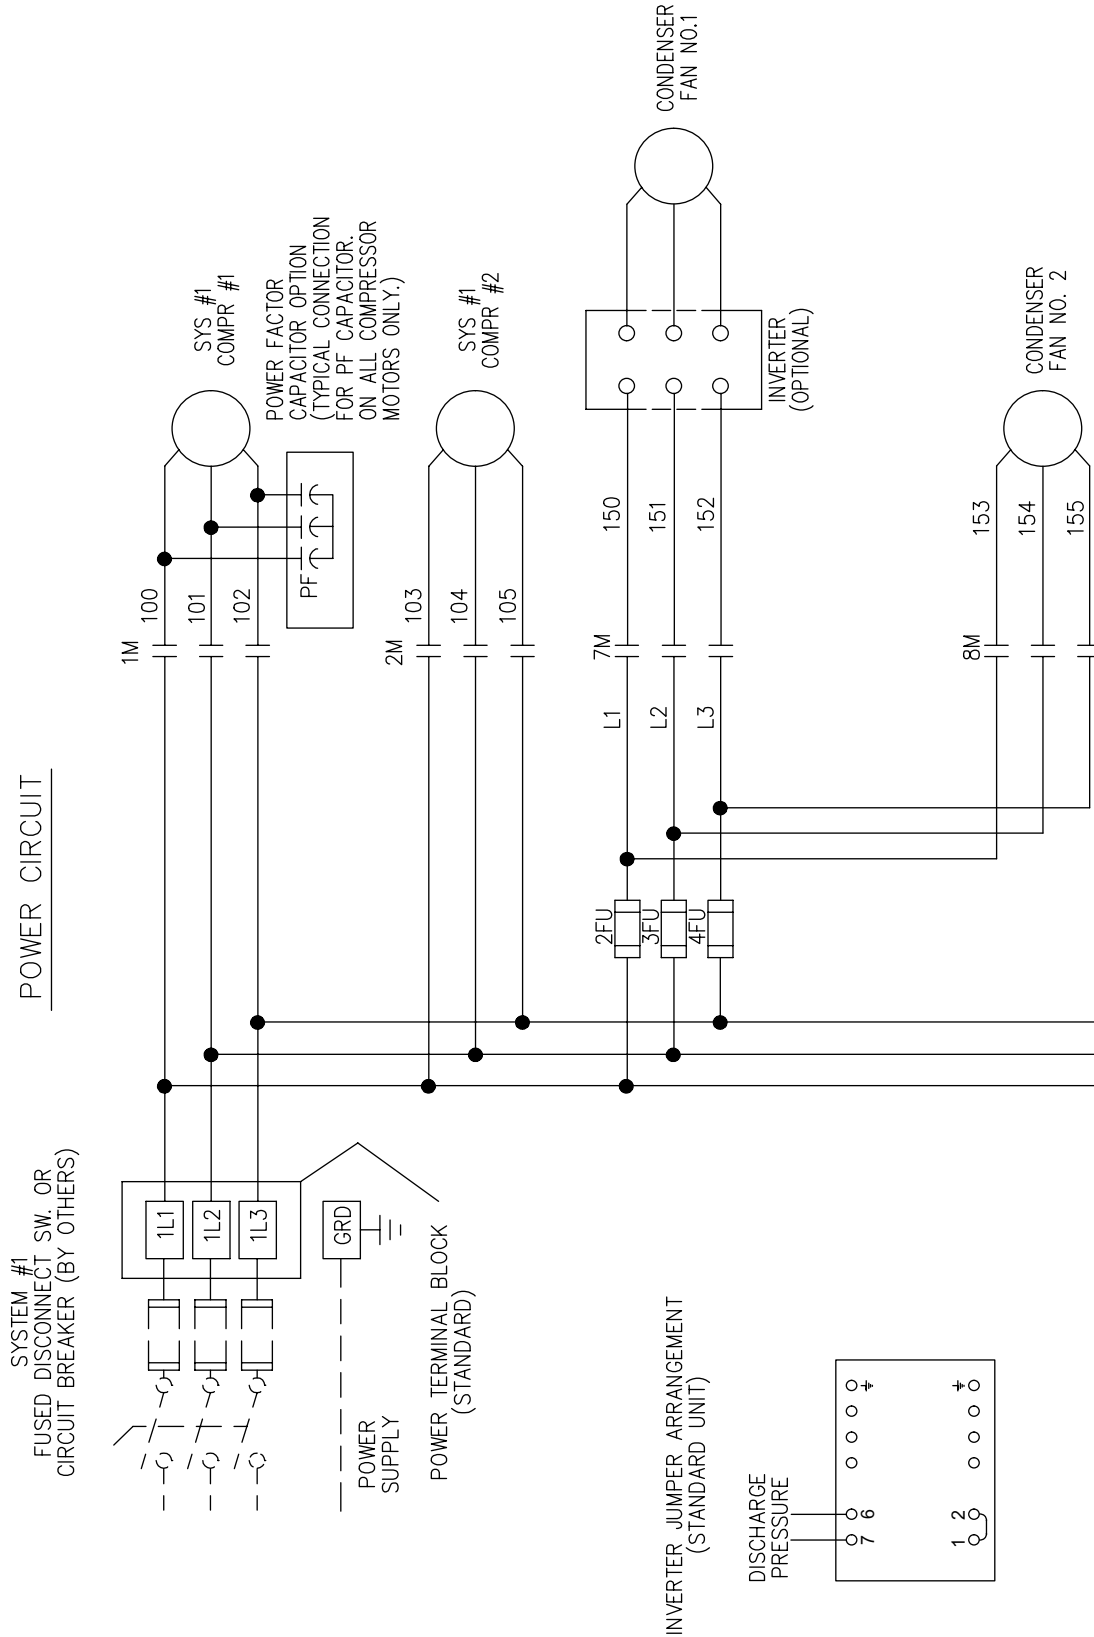 POWER CIRCUIT
SYSTEM #1
FUSED DISCONNECT SW. OR
CIRCUIT BREAKER (BY OTHERS)
1L1
1L2
1L3
GRD
POWER
SUPPLY
POWER TERMINAL BLOCK
(STANDARD)
1M
100
101
102
SYS #1
COMPR #1
PF
POWER FACTOR
CAPACITOR OPTION
(TYPICAL CONNECTION
FOR PF CAPACITOR.
ON ALL COMPRESSOR
MOTORS ONLY.)
2M
103
104
105
SYS #1
COMPR #2
2FU
3FU
4FU
L1
L2
L3
7M
150
151
152
INVERTER
(OPTIONAL)
CONDENSER
FAN NO.1
8M
153
154
155
CONDENSER
FAN NO. 2
INVERTER JUMPER ARRANGEMENT
(STANDARD UNIT)
DISCHARGE
PRESSURE
7 6
1 2